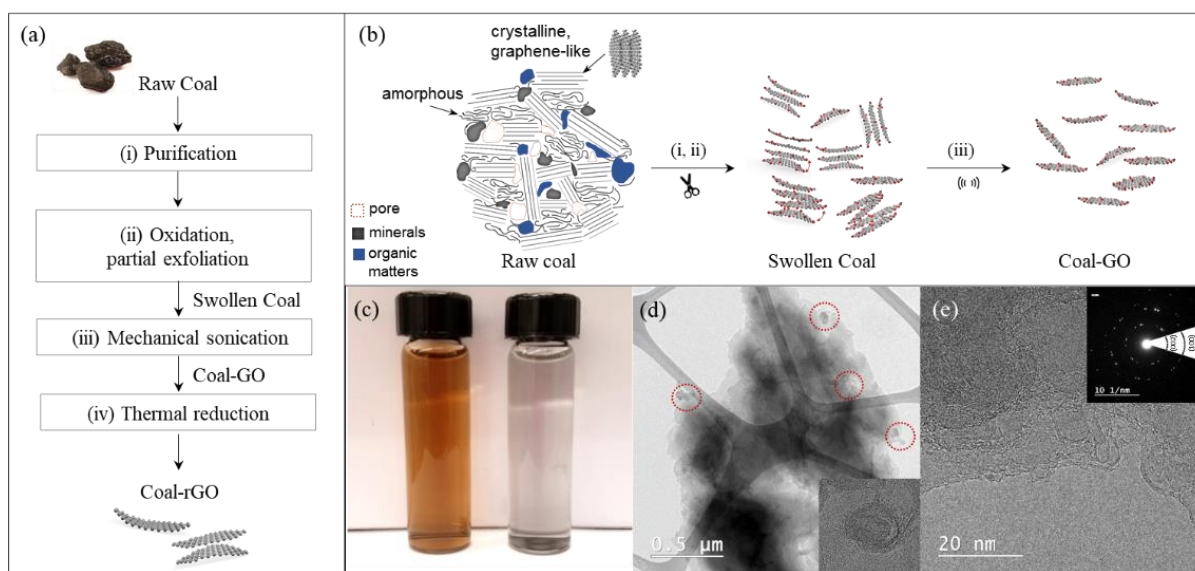 (a)
Raw Coal
(i) Purification
(ii) Oxidation,
partial exfoliation
Swollen Coal
(iii) Mechanical sonication
Coal-GO
(iv) Thermal reduction
Coal-rGO
(b)
crystalline,
graphene-like
amorphous
pore
minerals
organic
matters
Raw coal
(i, ii)
Swollen Coal
(iii)
Coal-GO
(c)
(d)
0.5 μm
(e)
10 1/nm
20 nm